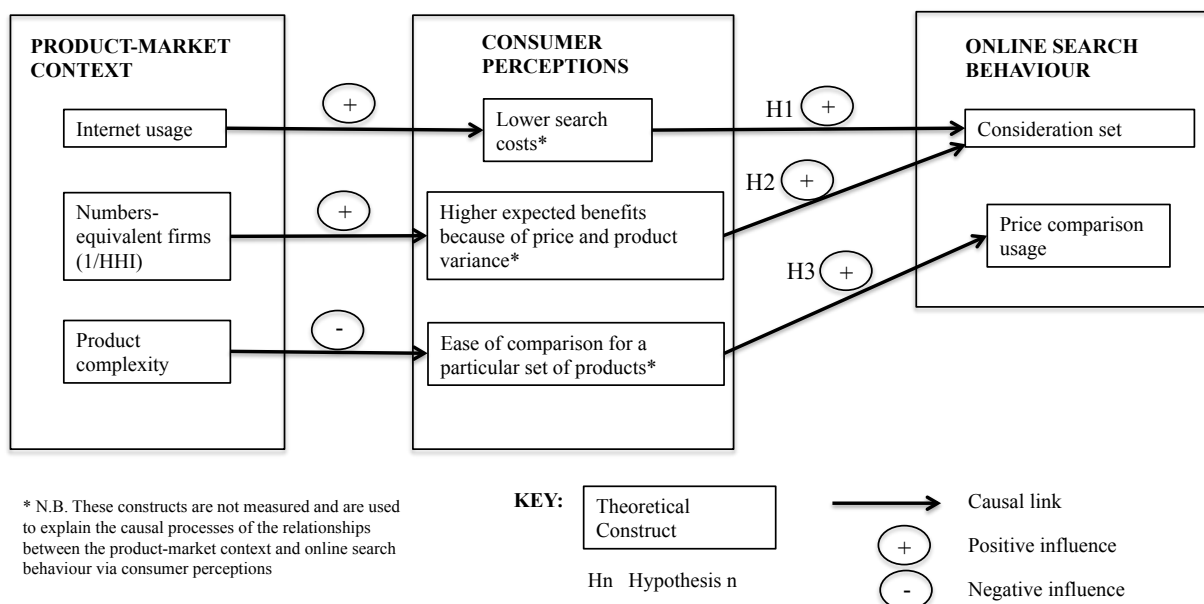 PRODUCT-MARKET
CONTEXT
Internet usage
Numbers-
equivalent firms
(1/HHI)
Product
complexity
+
+
-
CONSUMER
PERCEPTIONS
Lower search
costs*
Higher expected benefits
because of price and product
variance*
Ease of comparison for a
particular set of products*
H1 +
H2 +
H3 +
ONLINE SEARCH
BEHAVIOUR
Consideration set
Price comparison
usage
* N.B. These constructs are not measured and are used
to explain the causal processes of the relationships
between the product-market context and online search
behaviour via consumer perceptions
KEY:
Theoretical
Construct
Hn Hypothesis n
Causal link
+ Positive influence
- Negative influence